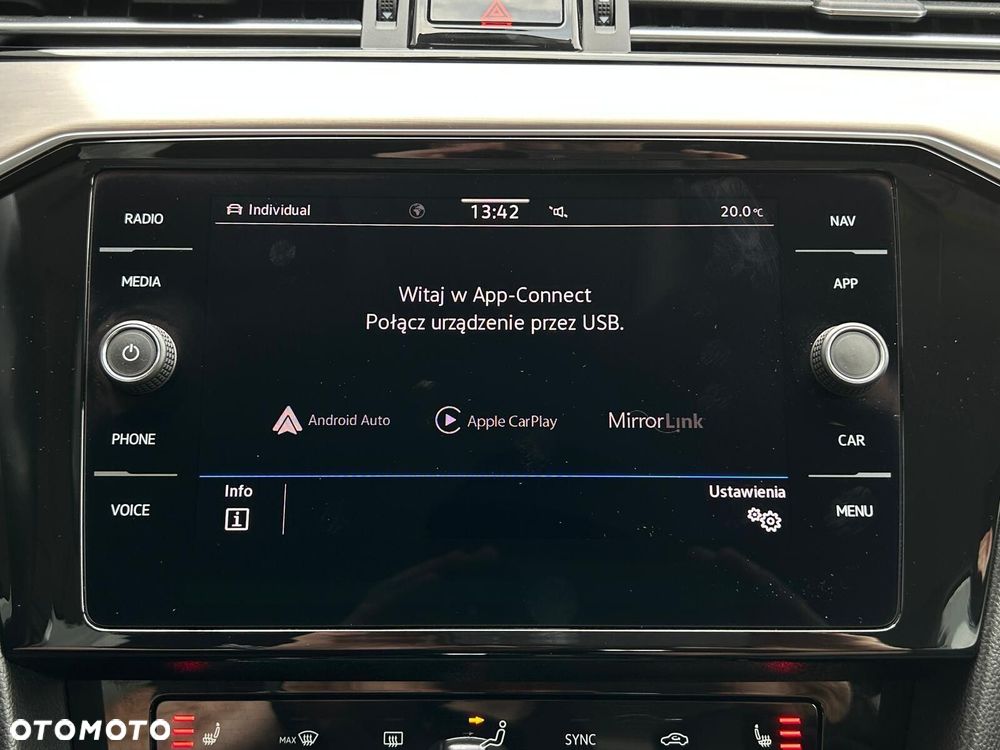 RADIO
MEDIA
PHONE
VOICE
Individual
13:42
20.0°C
Witaj w App-Connect
Połącz urządzenie przez USB.
Android Auto
Apple CarPlay
MirrorLink
Info
Ustawienia
NAV
APP
CAR
MENU
MAX
SYNC
OTOMOTO